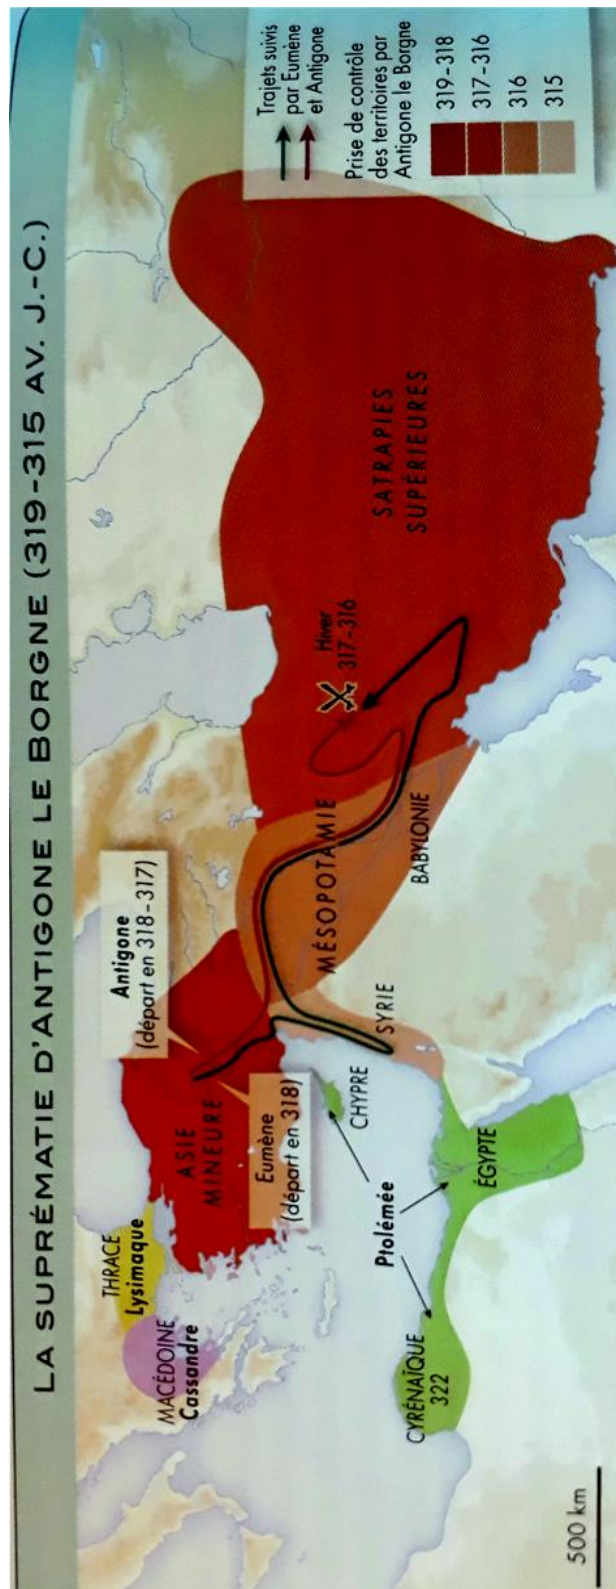 LA SUPRÉMATIE D'ANTIGONE LE BORGNE (319-315 AV. J.-C.)
THRACE
Lysimaque
MACÉDOINE
Cassandre
Antigone
(départ en 318-317)
ASIE
MINEURE
Eumène
(départ en 318)
CHYPRE
Ptolémée
CYRÉNAÏQUE
322
ÉGYPTE
SYRIE
MÉSOPOTAMIE
BABYLONIE
Hiver
317-316
SATRAPIES
SUPÉRIEURES
Trajets suivis
par Eumène
et Antigone
Prise de contrôle
des territoires par
Antigone le Borgne
319-318
317-316
316
315
500 km